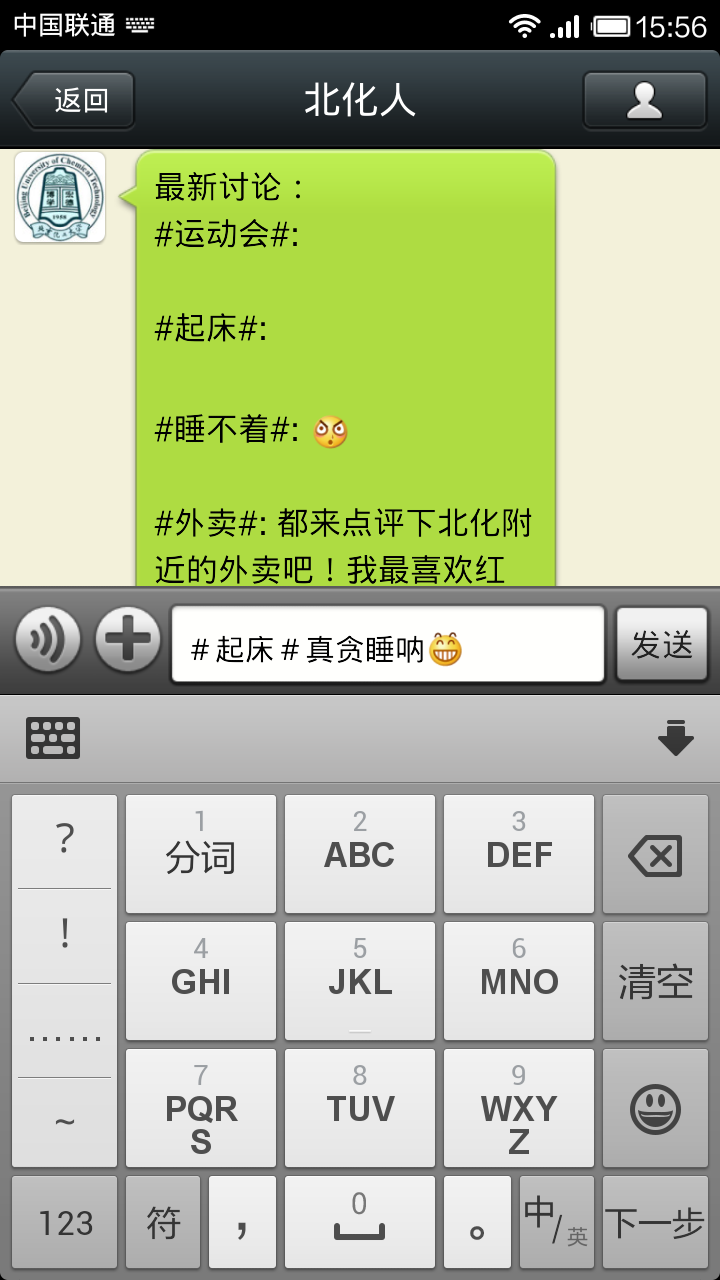 中国联通
15:56
返回
北化人
Beijing University of Chemical Technology
1958
最新讨论：
#运动会#:
#起床#:
#睡不着#:
#外卖#: 都来点评下北化附
近的外卖吧！我最喜欢红
＃起床＃真贪睡呐
发送
?
!
......
~
1
分词
2
ABC
3
DEF
4
GHI
5
JKL
6
MNO
清空
7
PQR
S
8
TUV
9
WXY
Z
123
符
，
0
。
中/英
下一步